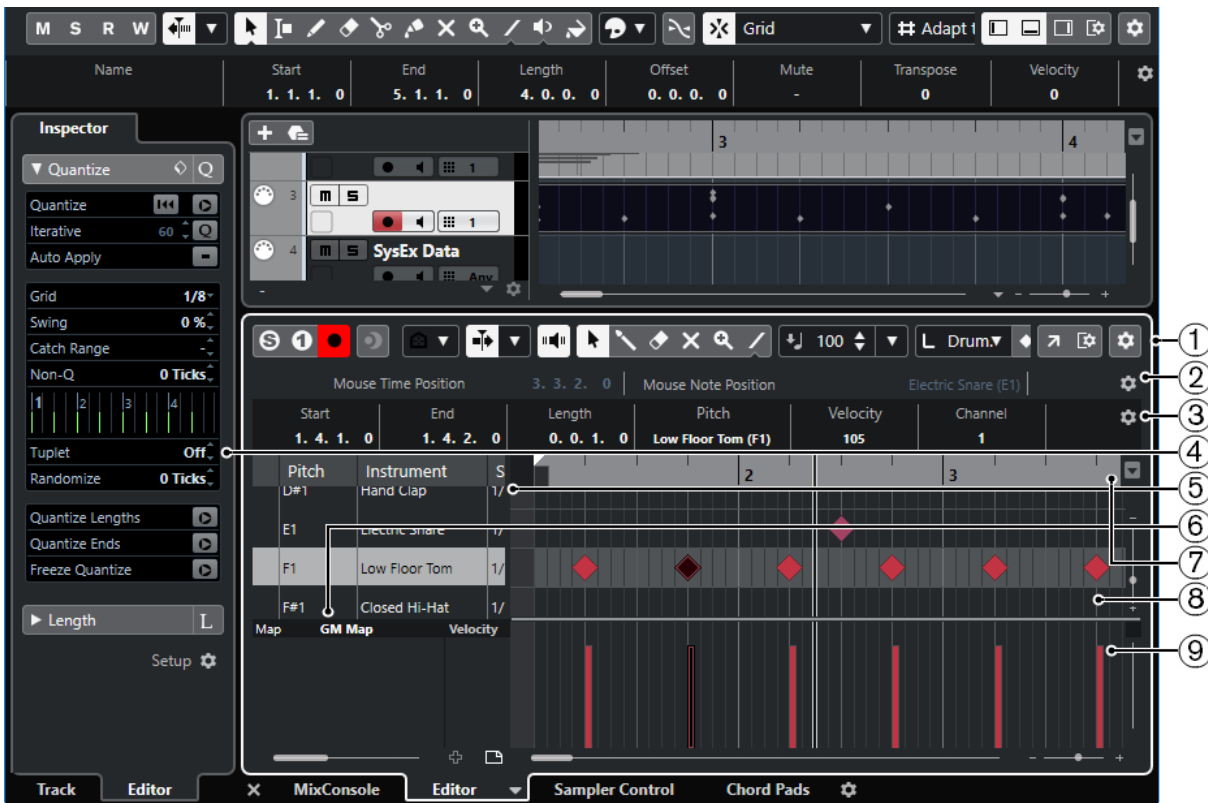 M S R W Grid Adapt t
Name Start End Length Offset Mute Transpose Velocity
1. 1. 1. 0 5. 1. 1. 0 4. 0. 0. 0 0. 0. 0. 0 - 0 0
Inspector
Quantize Q
Quantize
Iterative 60 Q
Auto Apply
Grid 1/8
Swing 0 %
Catch Range -
Non-Q 0 Ticks
1 2 3 4
Tuplet Off
Randomize 0 Ticks
Quantize Lengths
Quantize Ends
Freeze Quantize
Length L
Setup
3 4
1
3 m S
1
4 m S SysEx Data
Any
S 1 100 L Drum 1
Mouse Time Position 3. 3. 2. 0 Mouse Note Position Electric Snare (E1) 2
Start End Length Pitch Velocity Channel 3
1. 4. 1. 0 1. 4. 2. 0 0. 0. 1. 0 Low Floor Tom (F1) 105 1
4
Pitch Instrument S 2 3
D#1 Hand Clap 1/ 5
E1 Electric Snare 1/ 6
7
F1 Low Floor Tom 1/
F#1 Closed Hi-Hat 1/ 8
Map GM Map Velocity
9
Track Editor MixConsole Editor Sampler Control Chord Pads